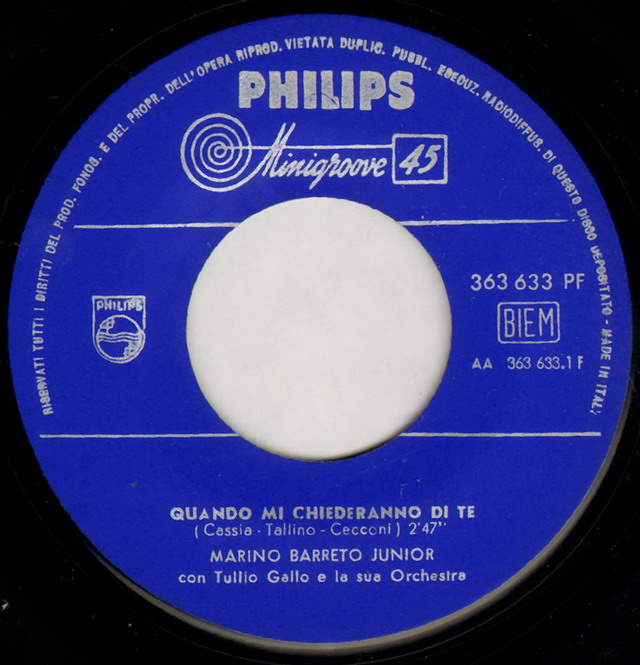 RISERVATI TUTTI I DIRITTI DEL PROD. FONOG. E DEL PROPR. DELL'OPERA RIPROD. VIETATA DUPLIC. PUBBL. ESECUZ. RADIODIFFUS. DI QUESTO DISCO DEPOSITATO - MADE IN ITALY
PHILIPS
Minigroove 45
PHILIPS
363 633 PF
BIEM
AA 363 633.1 F
QUANDO MI CHIEDERANNO DI TE
(Cassia - Tallino - Cecconi) 2'47"
MARINO BARRETO JUNIOR
con Tullio Gallo e la sua Orchestra